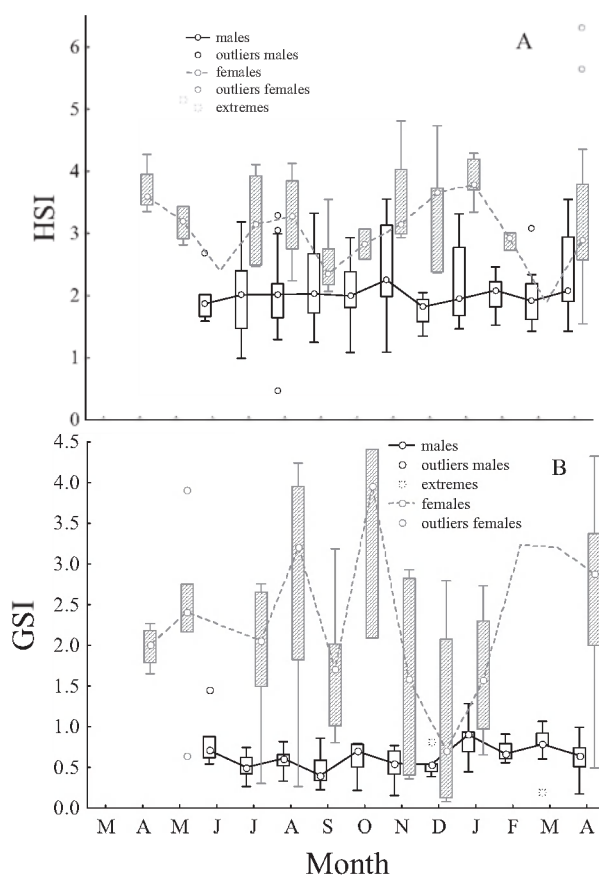 A
males
outliers males
females
outliers females
extremes
HSI
6
5
4
3
2
1
0
B
males
outliers males
extremes
females
outliers females
GSI
4.5
4.0
3.5
3.0
2.5
2.0
1.5
1.0
0.5
0.0
M A M J J A S O N D J F M A
Month